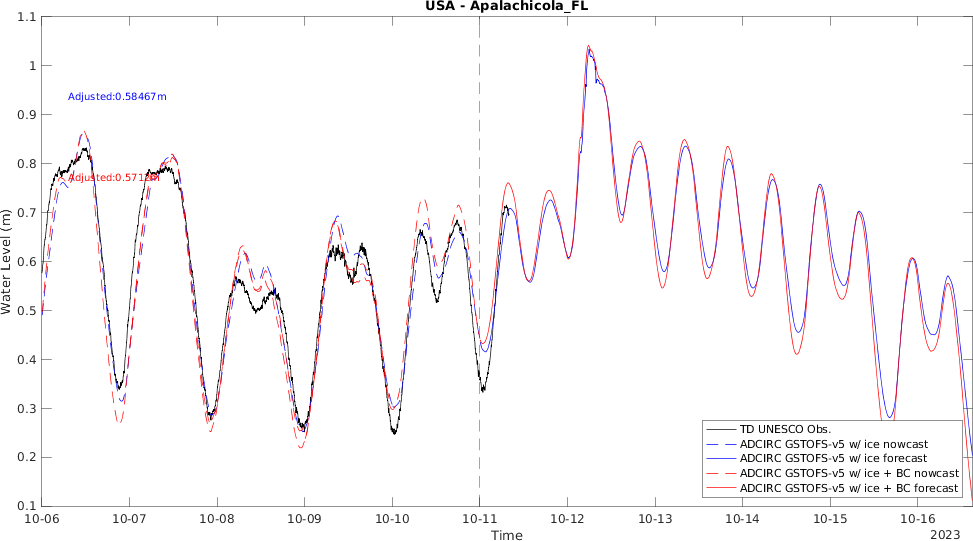 USA - Apalachicola_FL
1.1
1
0.9
0.8
0.7
0.6
0.5
0.4
0.3
0.2
0.1
Water Level (m)
Adjusted:0.58467m
TD UNESCO Obs.
ADCIRC GSTOFS-v5 w/ ice nowcast
ADCIRC GSTOFS-v5 w/ ice forecast
ADCIRC GSTOFS-v5 w/ ice + BC nowcast
ADCIRC GSTOFS-v5 w/ ice + BC forecast
10-06 10-07 10-08 10-09 10-10 10-11 10-12 10-13 10-14 10-15 10-16
Time
2023